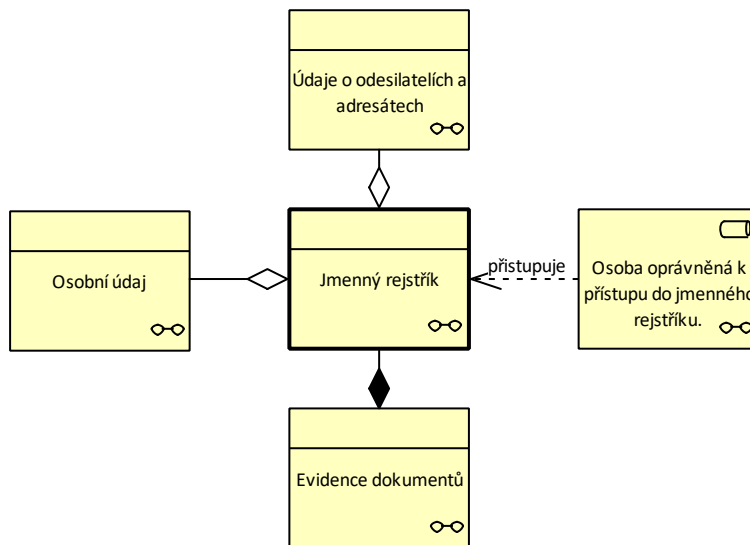 Údaje o odesilatelích a
adresátech
Osobní údaj
Jmenný rejstřík
přistupuje
Osoba oprávněná k
přístupu do jmenného
rejstříku.
Evidence dokumentů